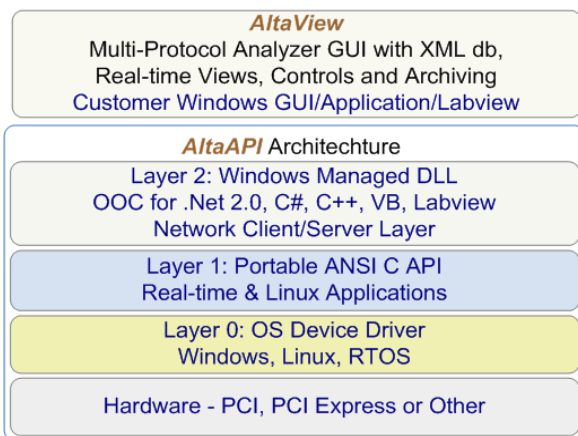 AltaView
Multi-Protocol Analyzer GUI with XML db,
Real-time Views, Controls and Archiving
Customer Windows GUI/Application/Labview
AltaAPI Architechture
Layer 2: Windows Managed DLL
OOC for .Net 2.0, C#, C++, VB, Labview
Network Client/Server Layer
Layer 1: Portable ANSI C API
Real-time & Linux Applications
Layer 0: OS Device Driver
Windows, Linux, RTOS
Hardware - PCI, PCI Express or Other